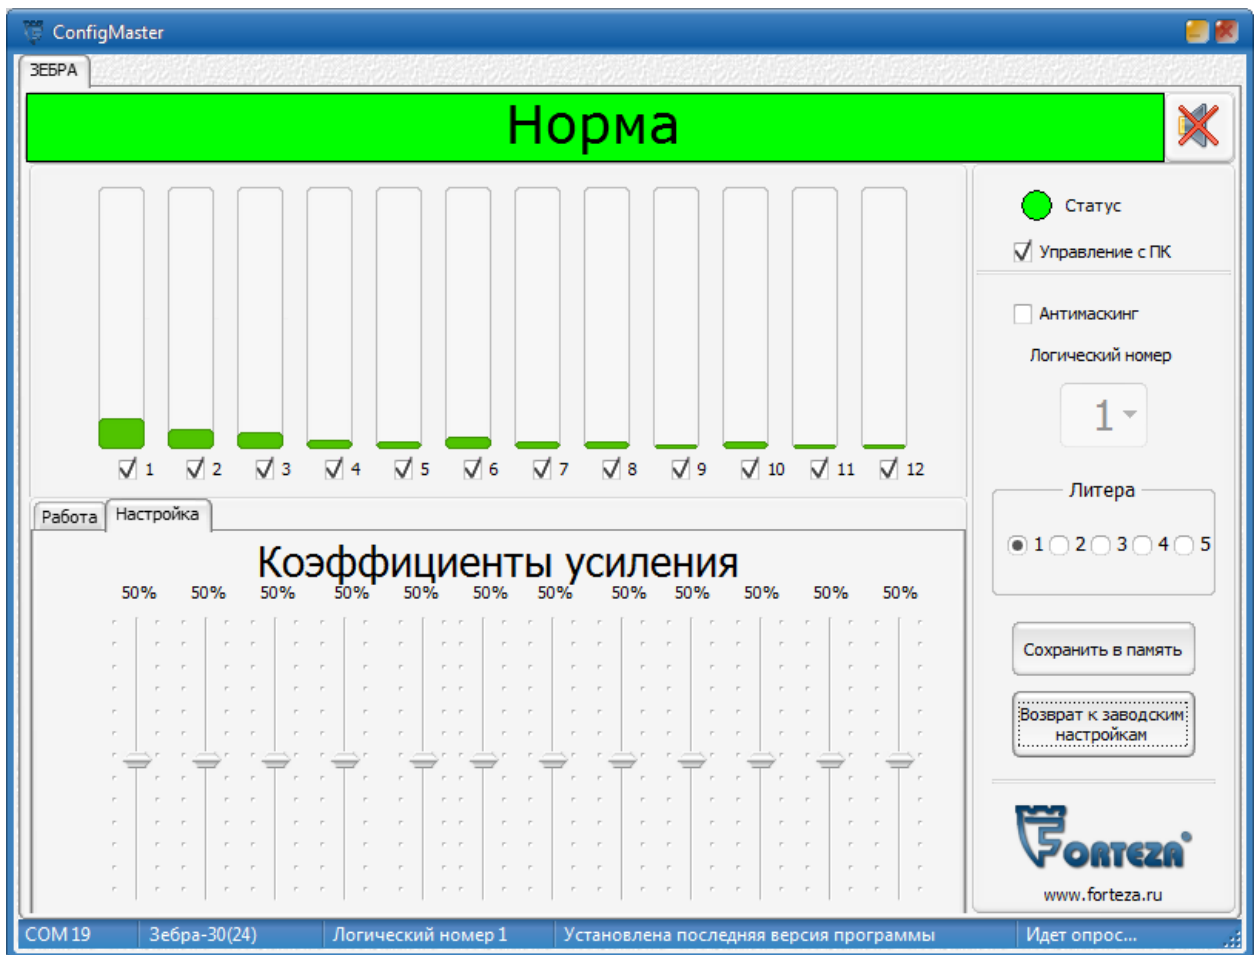 ConfigMaster
ЗЕБРА
Норма
Статус
Управление с ПК
Антимаскинг
Логический номер
1
1 2 3 4 5 6 7 8 9 10 11 12
Литера
1 2 3 4 5
Работа Настройка
Коэффициенты усиления
50% 50% 50% 50% 50% 50% 50% 50% 50% 50% 50% 50%
Сохранить в память
Возврат к заводским
настройкам
FORTEZA
www.forteza.ru
COM 19 Зебра-30(24) Логический номер 1 Установлена последняя версия программы Идет опрос...